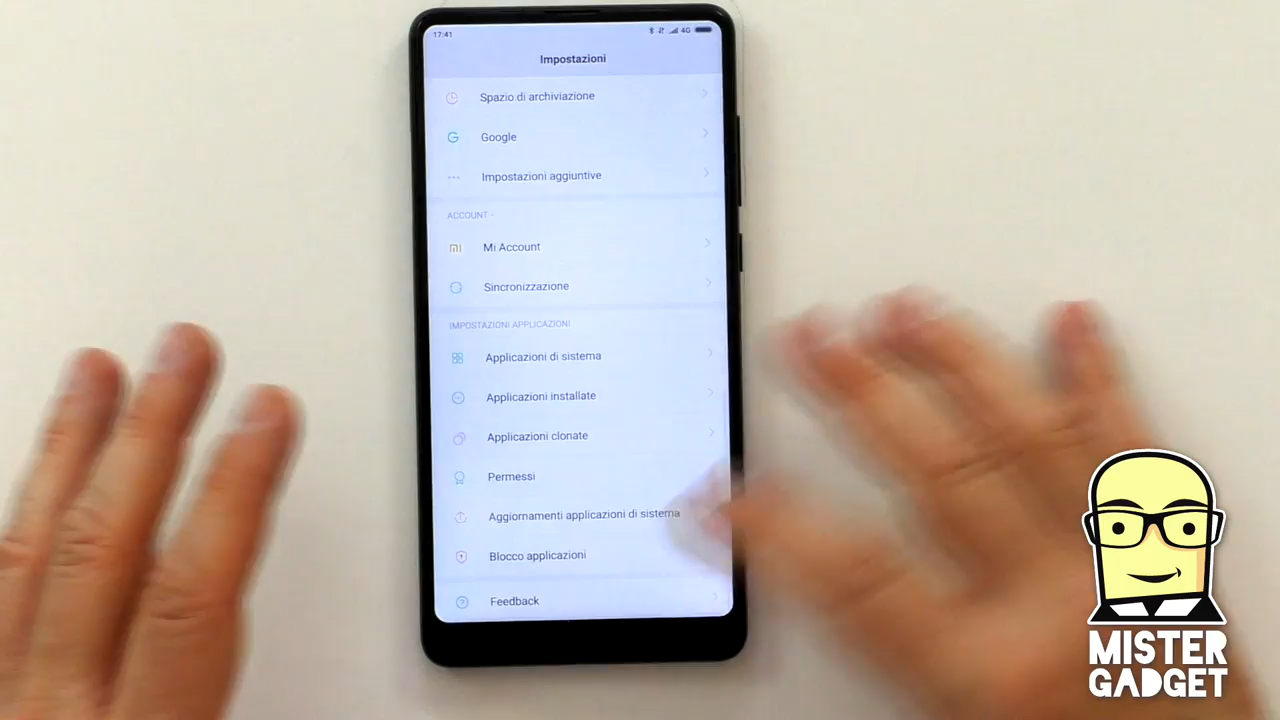 17:41
4G
Impostazioni
Spazio di archiviazione
Google
Impostazioni aggiuntive
ACCOUNT -
Mi Account
Sincronizzazione
IMPOSTAZIONI APPLICAZIONI
Applicazioni di sistema
Applicazioni installate
Applicazioni clonate
Permessi
Aggiornamenti applicazioni di sistema
Blocco applicazioni
Feedback
MISTER
GADGET